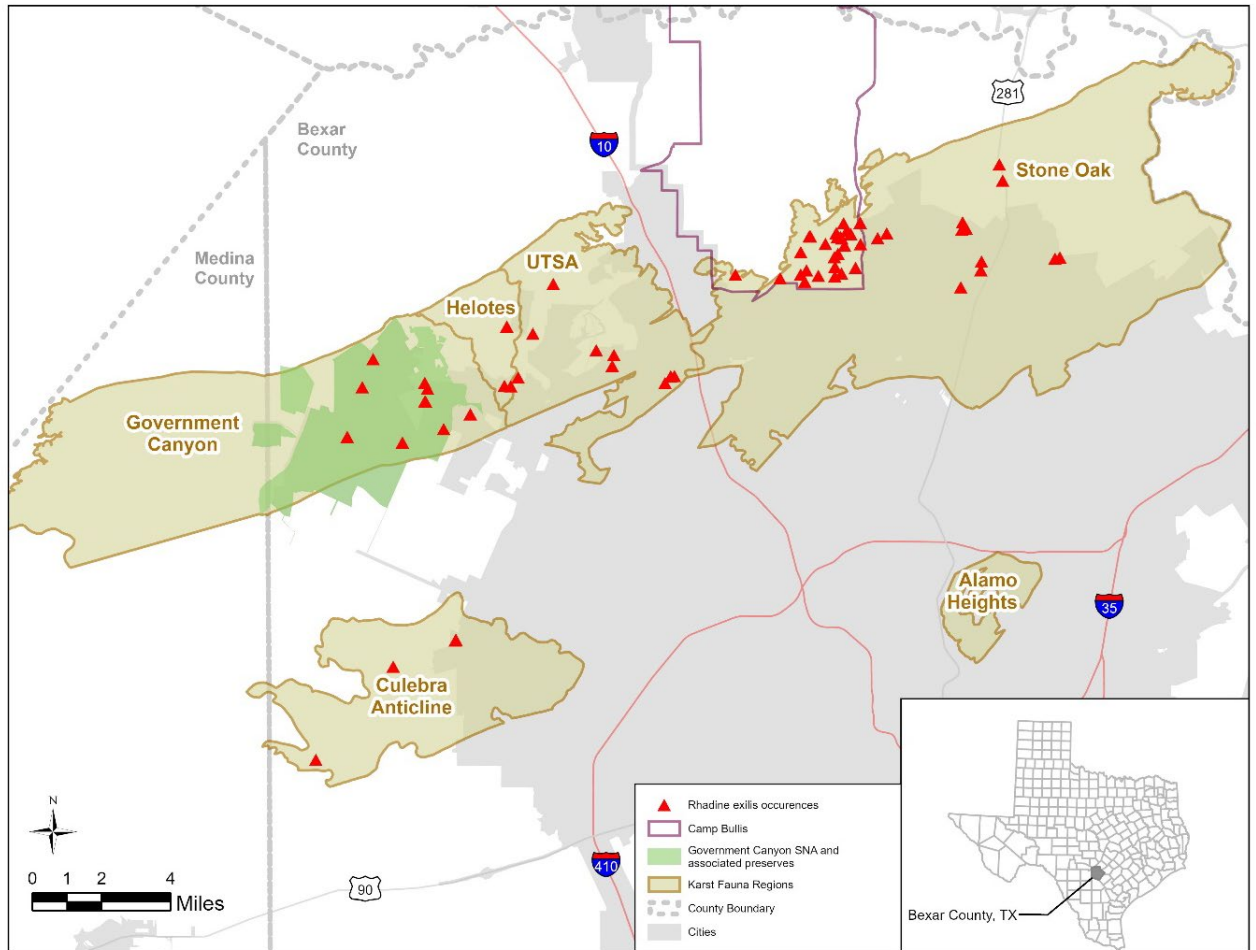 281
Bexar
County
10
Stone Oak
Medina
County
UTSA
Helotes
Government
Canyon
Alamo
Heights
35
Culebra
Anticline
N
410
90
0 1 2 4
Miles
Rhadine exilis occurences
Camp Bullis
Government Canyon SNA and
associated preserves
Karst Fauna Regions
County Boundary
Cities
Bexar County, TX